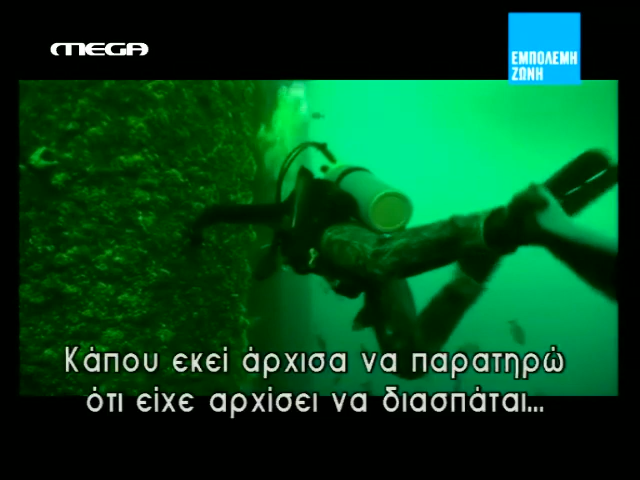 MEGA
ΕΜΠΟΛΕΜΗ
ΖΩΝΗ
Κάπου εκεί άρχισα να παρατηρώ
ότι είχε αρχίσει να διασπάται...